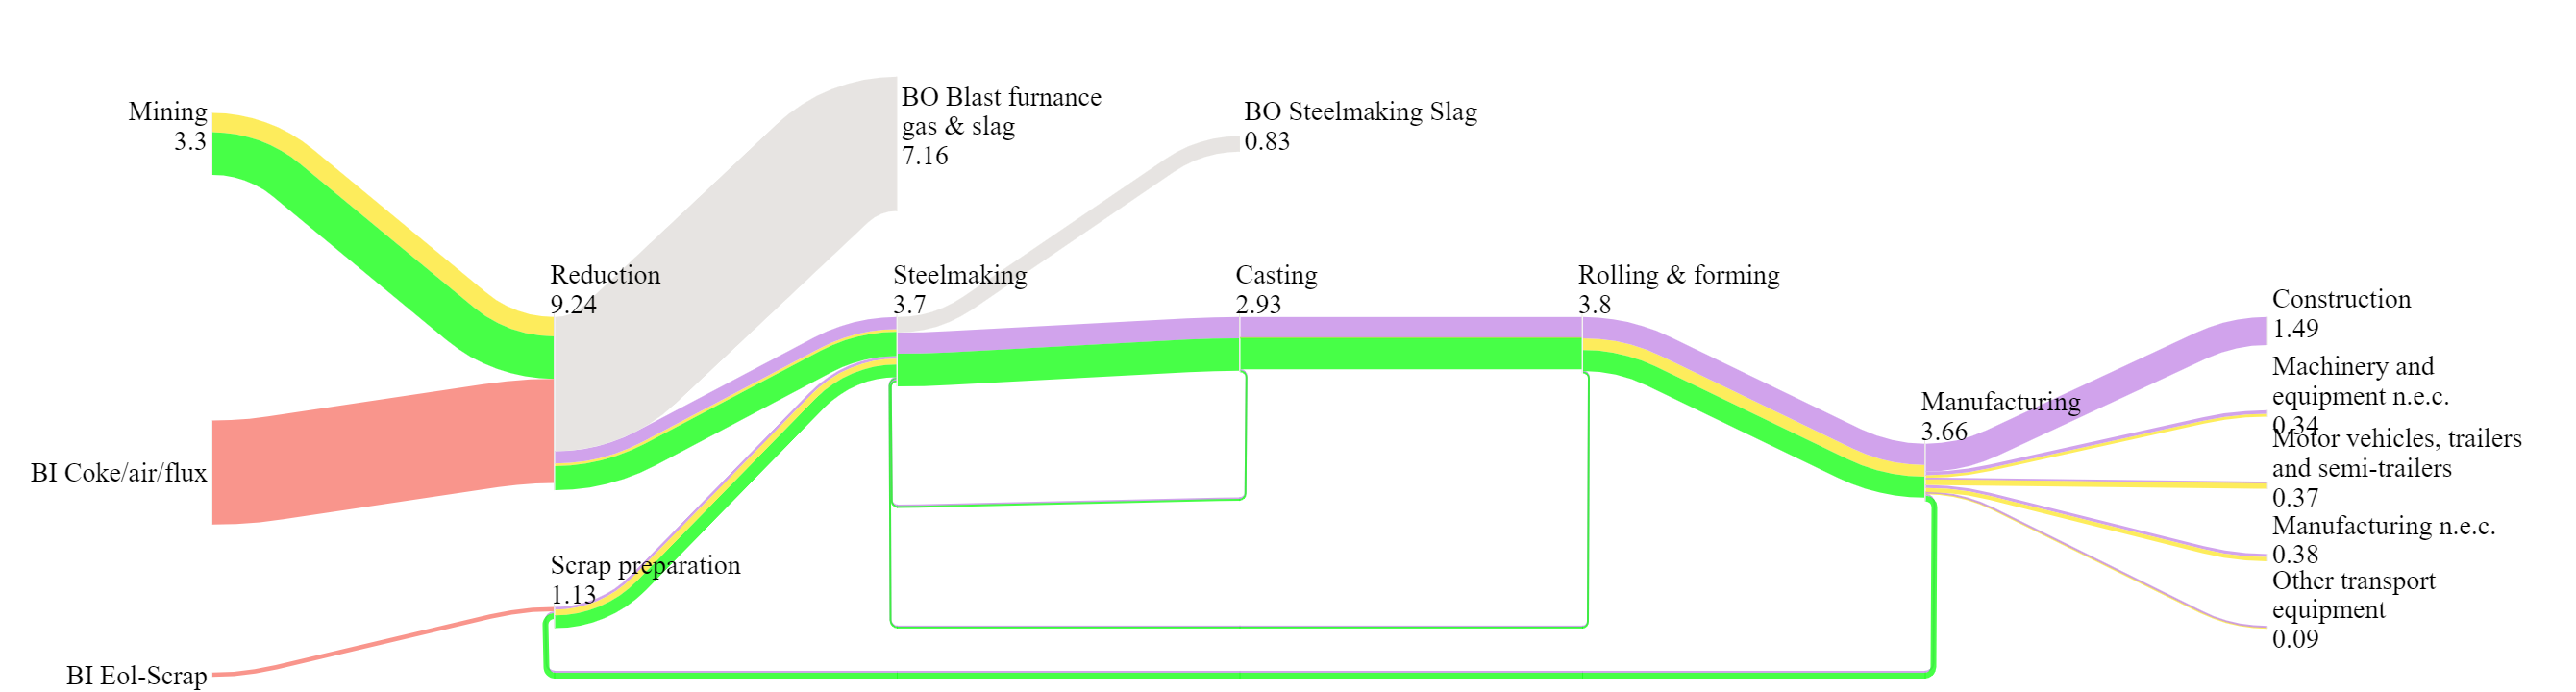 Mining
3.3
BO Blast furnance
gas & slag
7.16
BO Steelmaking Slag
0.83
Reduction
9.24
Steelmaking
3.7
Casting
2.93
Rolling & forming
3.8
Construction
1.49
Machinery and
equipment n.e.c.
0.34
Manufacturing
3.66
Motor vehicles, trailers
and semi-trailers
0.37
BI Coke/air/flux
Manufacturing n.e.c.
0.38
Scrap preparation
1.13
Other transport
equipment
0.09
BI Eol-Scrap